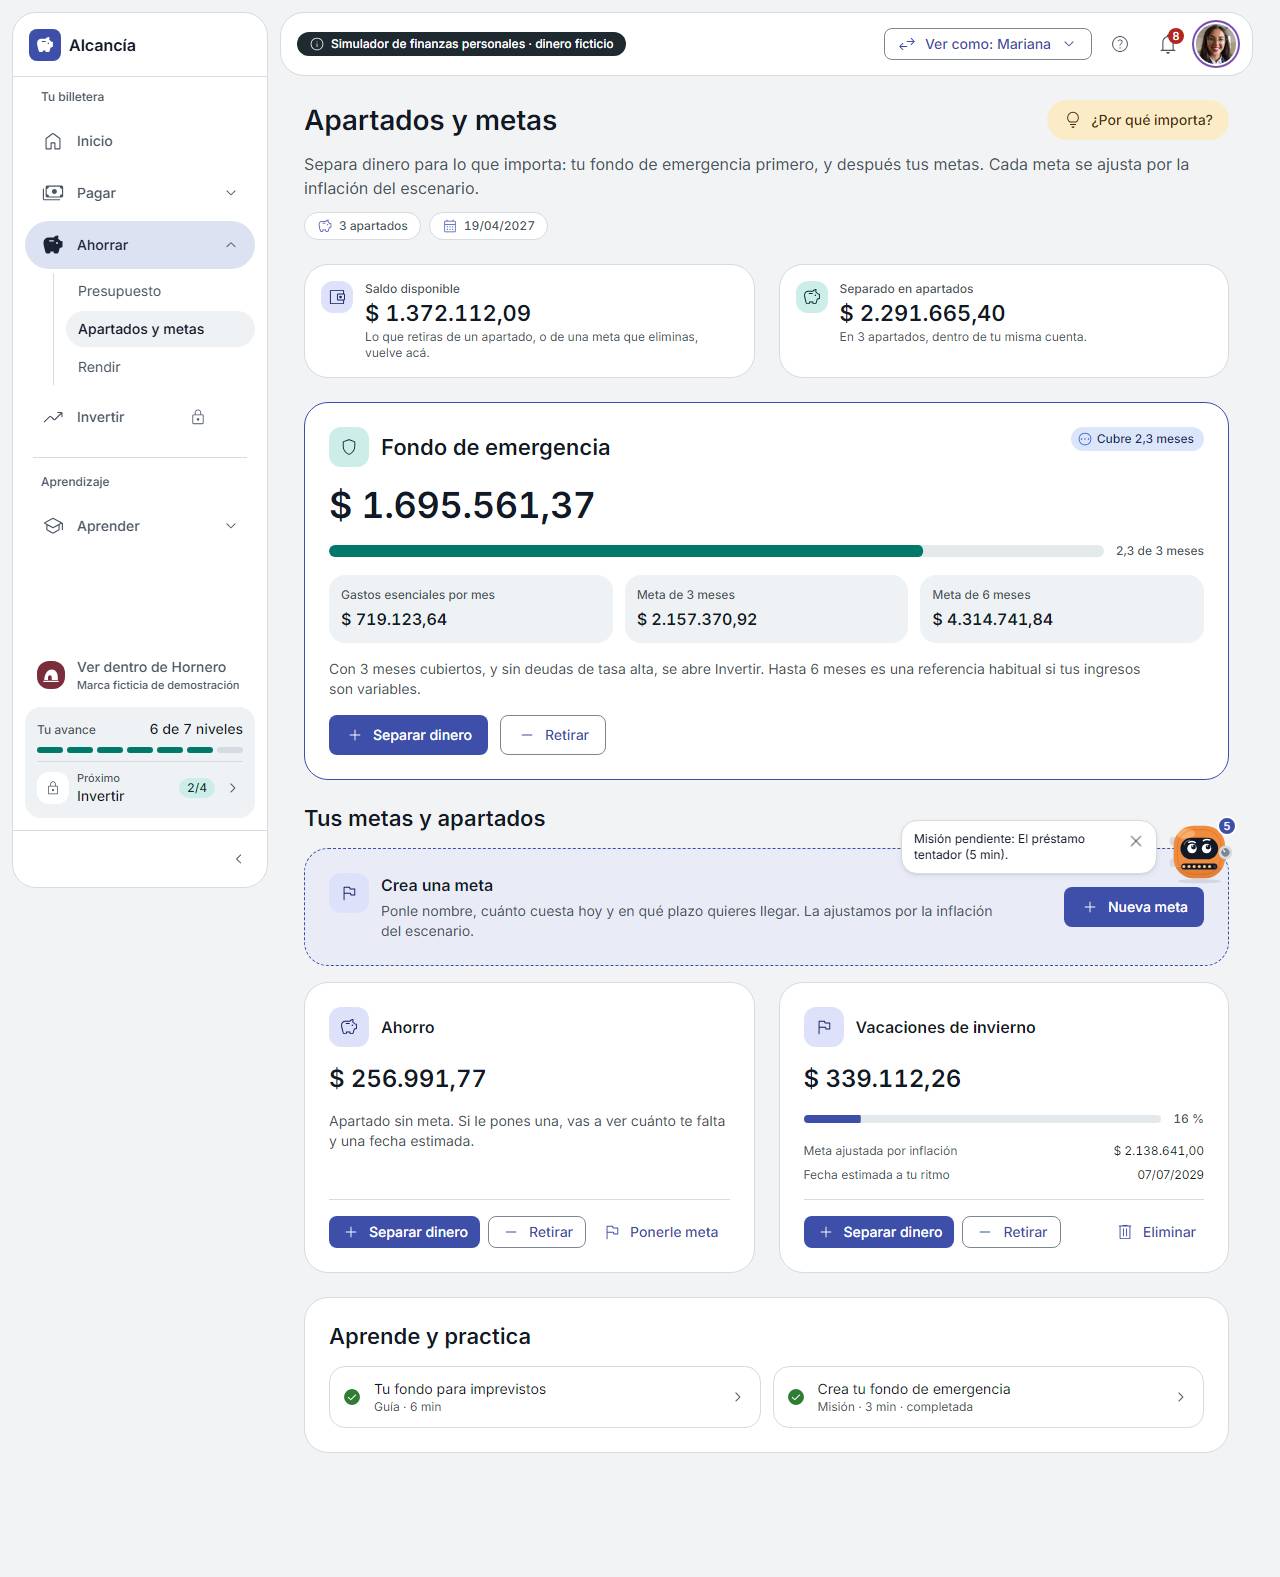 Alcancía
Simulador de finanzas personales · dinero ficticio
Ver como: Mariana
8
Tu billetera
Inicio
Pagar
Ahorrar
Presupuesto
Apartados y metas
Rendir
Invertir
Aprendizaje
Aprender
Ver dentro de Hornero
Marca ficticia de demostración
Tu avance
6 de 7 niveles
Próximo
Invertir
2/4
Apartados y metas
¿Por qué importa?
Separa dinero para lo que importa: tu fondo de emergencia primero, y después tus metas. Cada meta se ajusta por la
inflación del escenario.
3 apartados
19/04/2027
Saldo disponible
$ 1.372.112,09
Lo que retiras de un apartado, o de una meta que eliminas,
vuelve acá.
Separado en apartados
$ 2.291.665,40
En 3 apartados, dentro de tu misma cuenta.
Fondo de emergencia
Cubre 2,3 meses
$ 1.695.561,37
2,3 de 3 meses
Gastos esenciales por mes
$ 719.123,64
Meta de 3 meses
$ 2.157.370,92
Meta de 6 meses
$ 4.314.741,84
Con 3 meses cubiertos, y sin deudas de tasa alta, se abre Invertir. Hasta 6 meses es una referencia habitual si tus ingresos
son variables.
Separar dinero
Retirar
Tus metas y apartados
Misión pendiente: El préstamo
tentador (5 min).
5
Crea una meta
Ponle nombre, cuánto cuesta hoy y en qué plazo quieres llegar. La ajustamos por la inflación
del escenario.
Nueva meta
Ahorro
$ 256.991,77
Apartado sin meta. Si le pones una, vas a ver cuánto te falta
y una fecha estimada.
Separar dinero
Retirar
Ponerle meta
Vacaciones de invierno
$ 339.112,26
16 %
Meta ajustada por inflación
$ 2.138.641,00
Fecha estimada a tu ritmo
07/07/2029
Separar dinero
Retirar
Eliminar
Aprende y practica
Tu fondo para imprevistos
Guía · 6 min
Crea tu fondo de emergencia
Misión · 3 min · completada